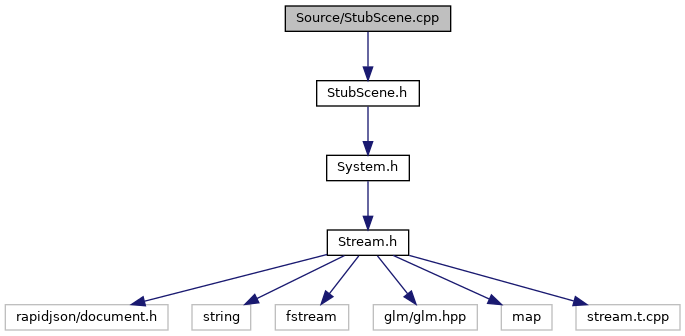 Source/StubScene.cpp
StubScene.h
System.h
Stream.h
rapidjson/document.h
string
fstream
glm/glm.hpp
map
stream.t.cpp